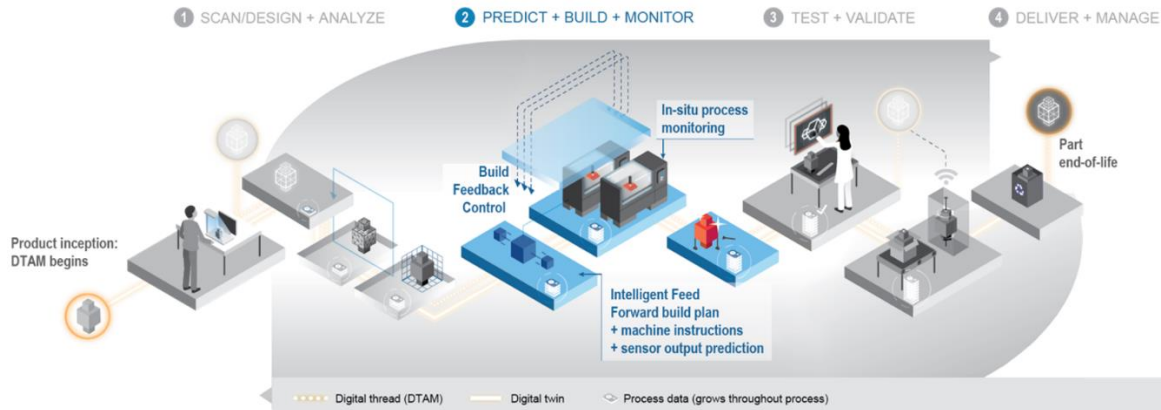 1 SCAN/DESIGN + ANALYZE
2 PREDICT + BUILD + MONITOR
3 TEST + VALIDATE
4 DELIVER + MANAGE
In-situ process
monitoring
Build
Feedback
Control
Part
end-of-life
Product inception:
DTAM begins
Intelligent Feed
Forward build plan
+ machine instructions
+ sensor output prediction
Digital thread (DTAM)
Digital twin
Process data (grows throughout process)